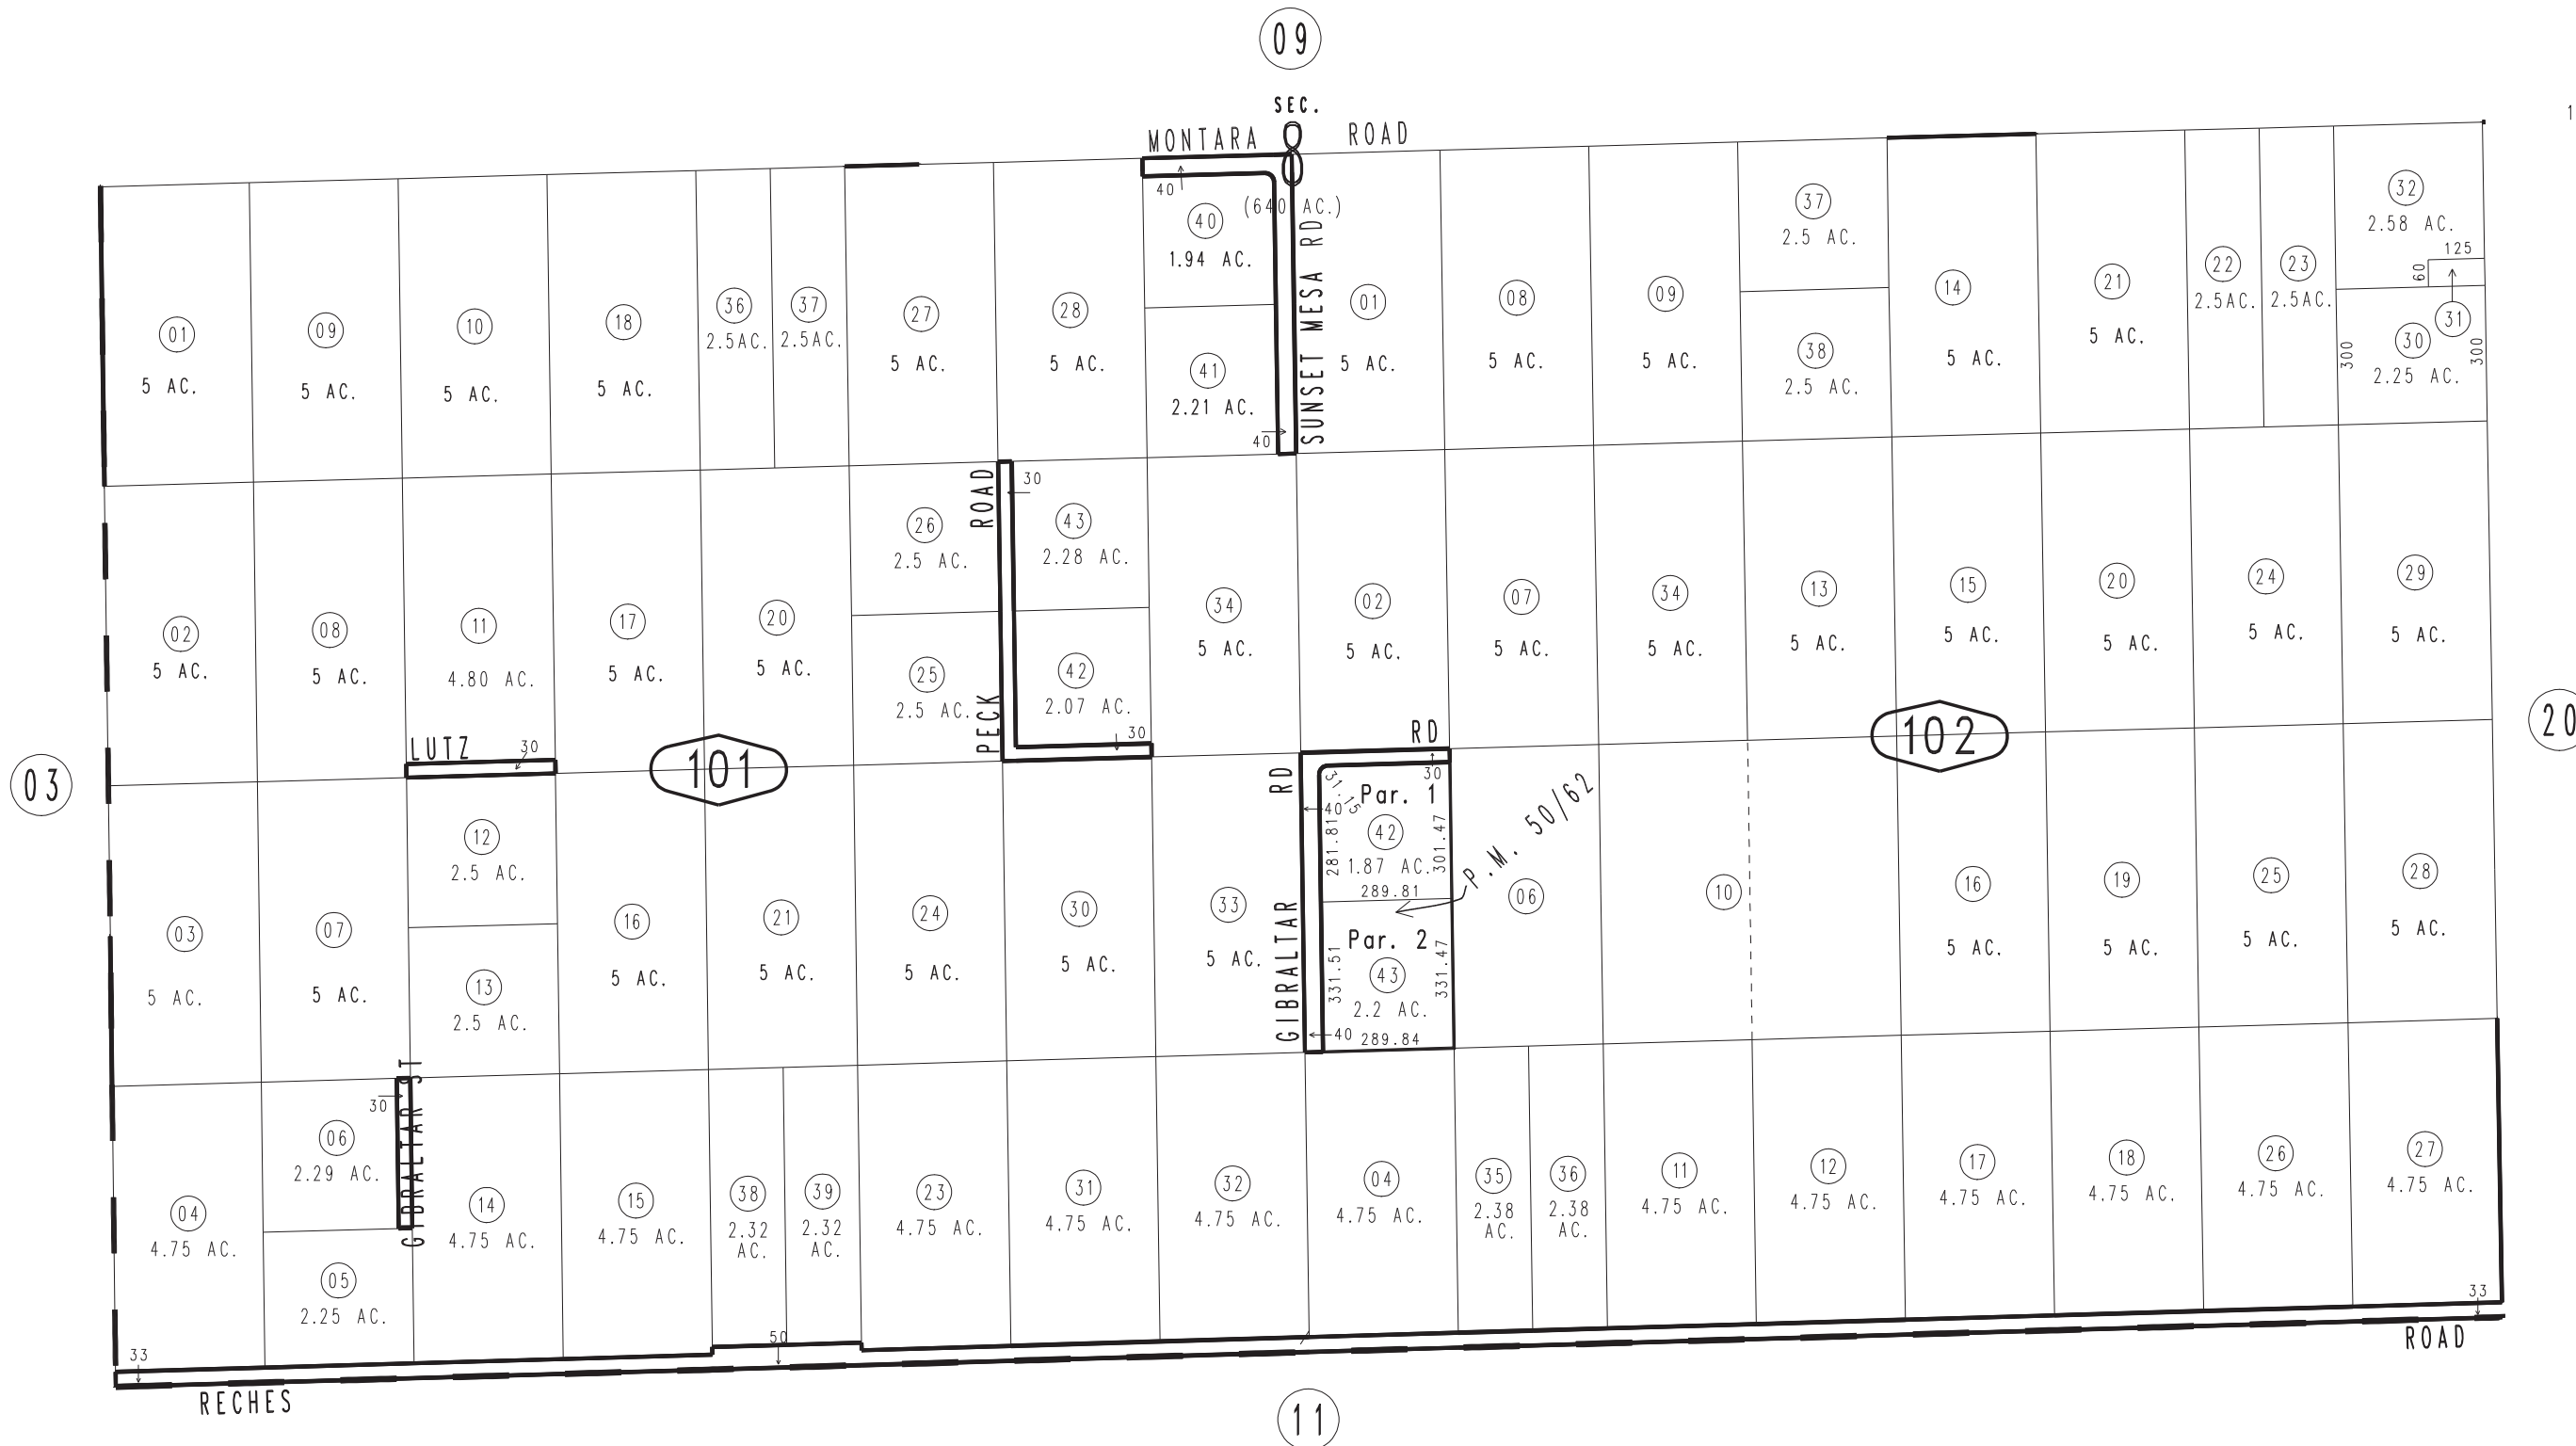 09
SEC.
8
MONTARA ROAD
(640 AC.)
1
40
40
1.94 AC.
41
2.21 AC.
40
SUNSET MESA RD
01
5 AC.
09
5 AC.
10
5 AC.
18
5 AC.
36
2.5AC.
37
2.5AC.
27
5 AC.
28
5 AC.
01
5 AC.
08
5 AC.
09
5 AC.
37
2.5 AC.
38
2.5 AC.
14
5 AC.
21
5 AC.
22
2.5AC.
23
2.5AC.
32
2.58 AC.
125
60
31
30
2.25 AC.
300
300
02
5 AC.
08
5 AC.
11
4.80 AC.
LUTZ
30
17
5 AC.
20
5 AC.
26
2.5 AC.
25
2.5 AC.
PECK ROAD
30
43
2.28 AC.
42
2.07 AC.
30
34
5 AC.
02
5 AC.
07
5 AC.
34
5 AC.
13
5 AC.
15
5 AC.
20
5 AC.
24
5 AC.
29
5 AC.
03
101
102
20
03
5 AC.
07
5 AC.
12
2.5 AC.
13
2.5 AC.
16
5 AC.
21
5 AC.
24
5 AC.
30
5 AC.
33
5 AC.
GIBRALTAR RD
RD
30
31.15
40
Par. 1
42
1.87 AC.
281.81
301.47
289.81
P.M. 50/62
Par. 2
43
2.2 AC.
331.51
331.47
40
289.84
06
10
16
5 AC.
19
5 AC.
25
5 AC.
28
5 AC.
04
4.75 AC.
30
06
2.29 AC.
05
2.25 AC.
GIBRALTAR ST
14
4.75 AC.
15
4.75 AC.
38
2.32
AC.
39
2.32
AC.
23
4.75 AC.
31
4.75 AC.
32
4.75 AC.
04
4.75 AC.
35
2.38
AC.
36
2.38
AC.
11
4.75 AC.
12
4.75 AC.
17
4.75 AC.
18
4.75 AC.
26
4.75 AC.
27
4.75 AC.
33
50
33
RECHES ROAD
11